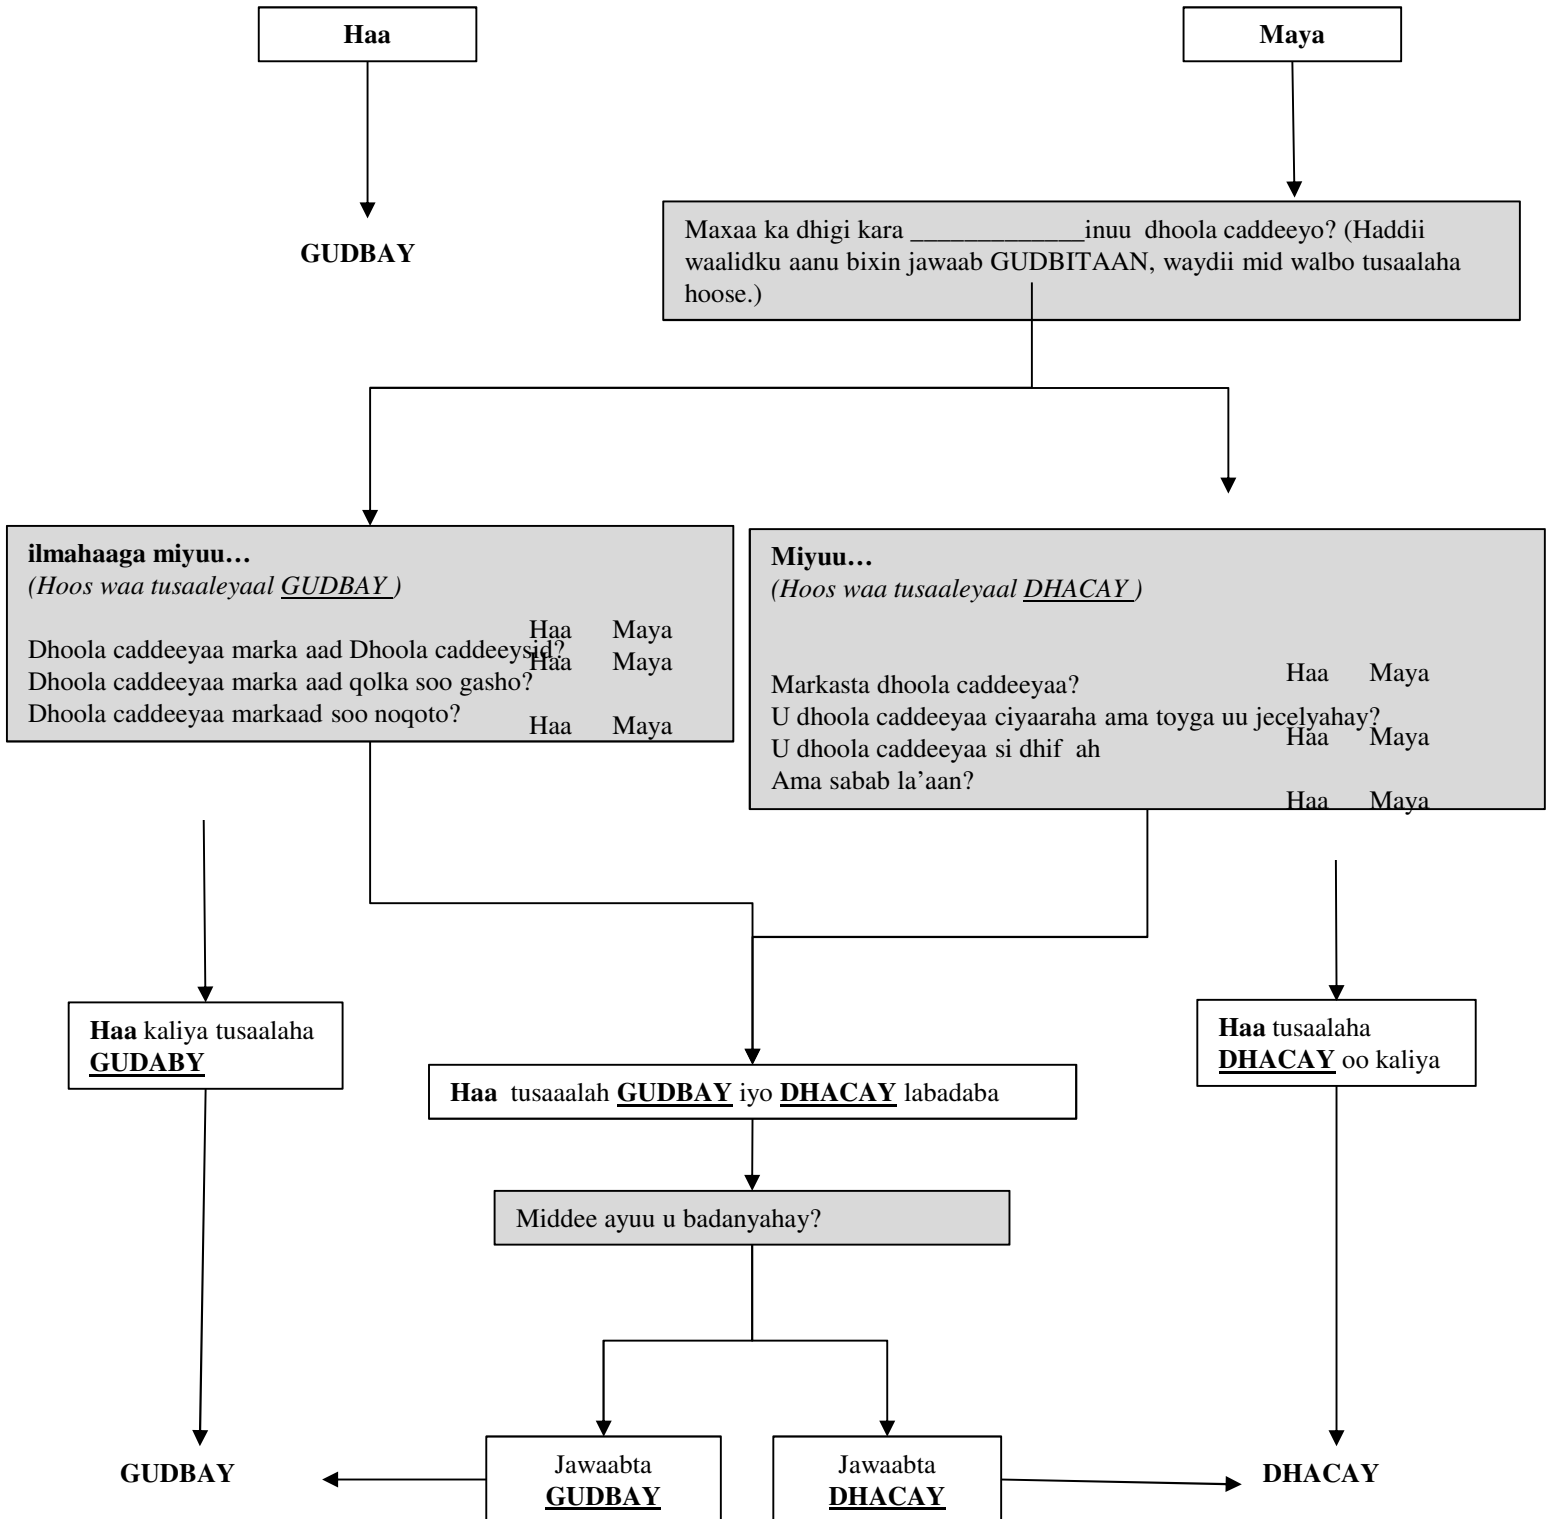 Haa
Maya
GUDBAY
Maxaa ka dhigi kara _____________inuu dhoola caddeeyo? (Haddii
waalidku aanu bixin jawaab GUDBITAAN, waydii mid walbo tusaalaha
hoose.)
ilmahaaga miyuu…
(Hoos waa tusaaleyaal GUDBAY )
Haa Maya
Dhoola caddeeyaa marka aad Dhoola caddeeysid?
Haa Maya
Dhoola caddeeyaa marka aad qolka soo gasho?
Dhoola caddeeyaa markaad soo noqoto?
Haa Maya
Miyuu…
(Hoos waa tusaaleyaal DHACAY )
Haa Maya
Markasta dhoola caddeeyaa?
U dhoola caddeeyaa ciyaaraha ama toyga uu jecelyahay?
Haa Maya
U dhoola caddeeyaa si dhif ah
Ama sabab la’aan?
Haa Maya
Haa kaliya tusaalaha
GUDABY
Haa tusaaalah GUDBAY iyo DHACAY labadaba
Haa tusaalaha
DHACAY oo kaliya
Middee ayuu u badanyahay?
GUDBAY
Jawaabta
GUDBAY
Jawaabta
DHACAY
DHACAY